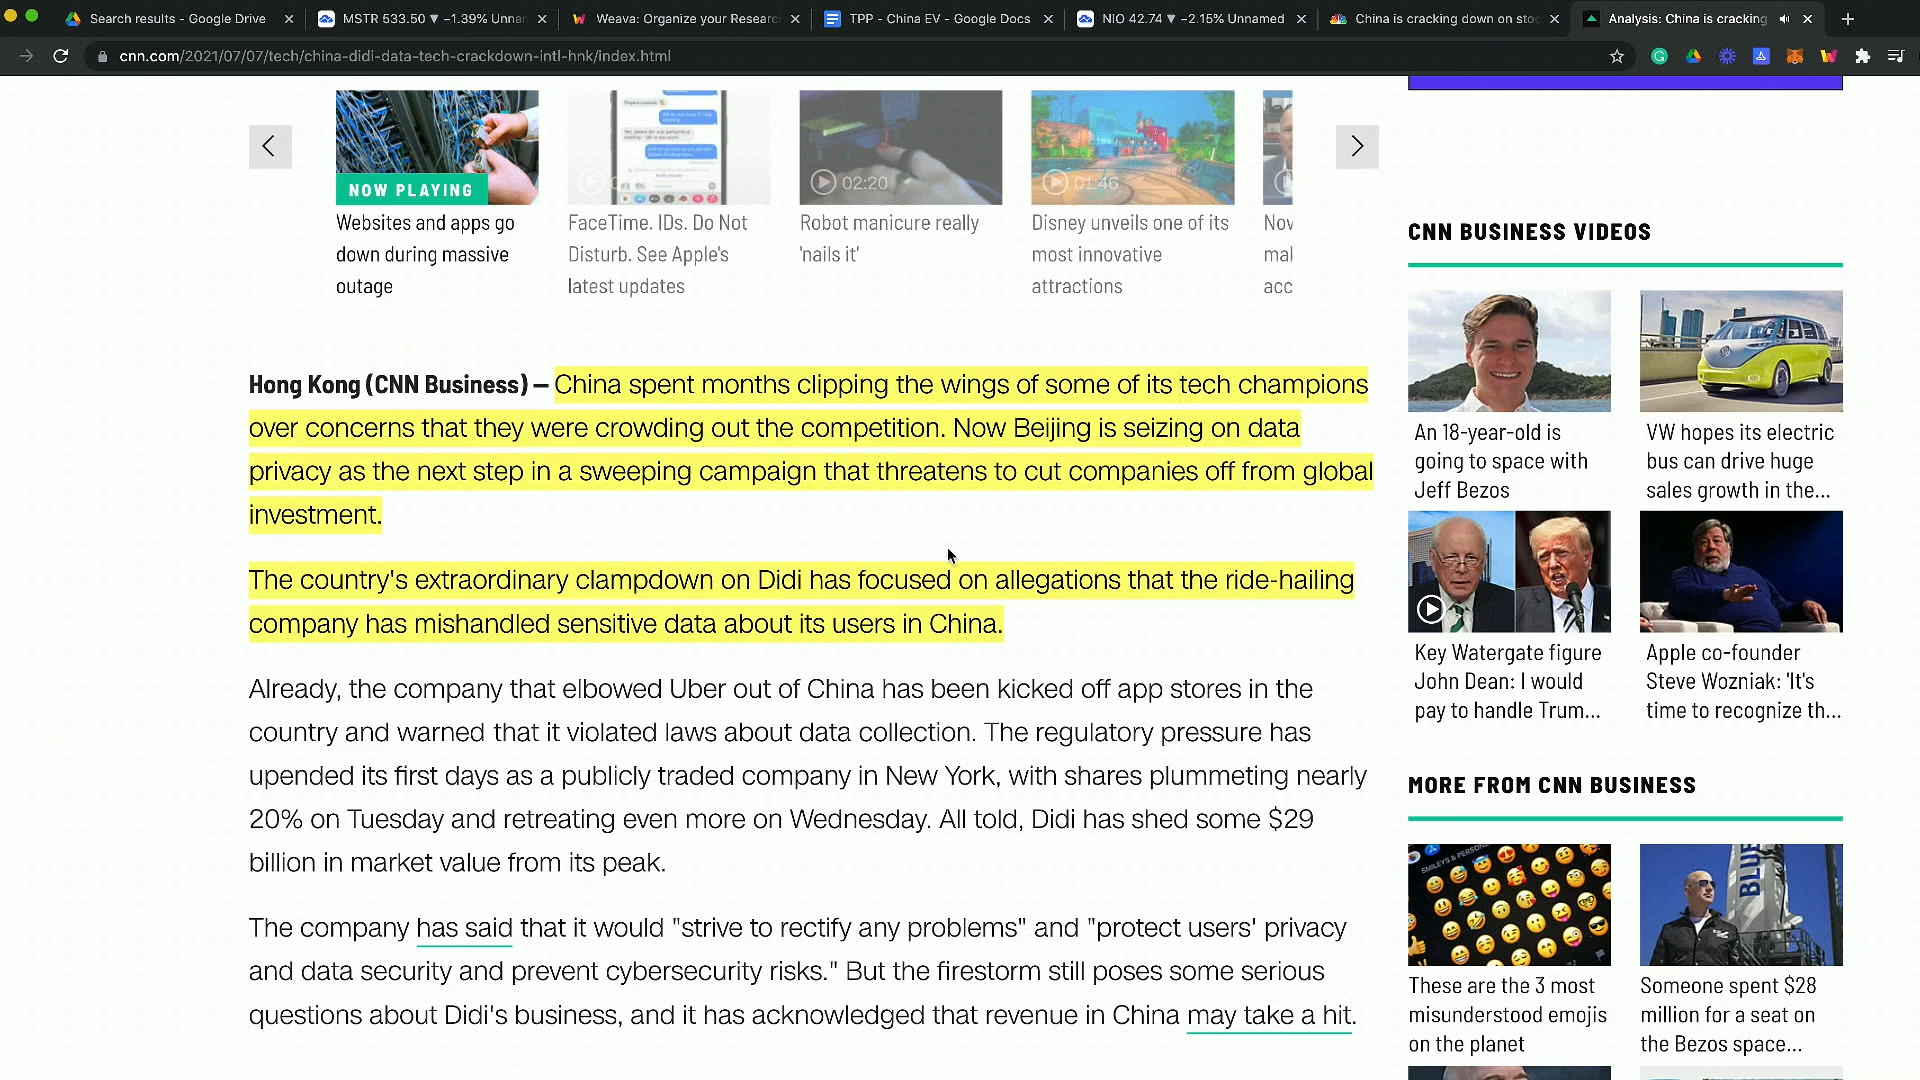 Search results - Google Drive
MSTR 533.50 ▼ −1.39% Unnar
Weava: Organize your Researc
TPP - China EV - Google Docs
NIO 42.74 ▼ −2.15% Unnamed
China is cracking down on stoc
Analysis: China is cracking
cnn.com/2021/07/07/tech/china-didi-data-tech-crackdown-intl-hnk/index.html
NOW PLAYING
02:20
01:46
Websites and apps go
down during massive
outage
FaceTime. IDs. Do Not
Disturb. See Apple's
latest updates
Robot manicure really
'nails it'
Disney unveils one of its
most innovative
attractions
Nov
mal
acc
Hong Kong (CNN Business) — China spent months clipping the wings of some of its tech champions
over concerns that they were crowding out the competition. Now Beijing is seizing on data
privacy as the next step in a sweeping campaign that threatens to cut companies off from global
investment.
The country's extraordinary clampdown on Didi has focused on allegations that the ride-hailing
company has mishandled sensitive data about its users in China.
Already, the company that elbowed Uber out of China has been kicked off app stores in the
country and warned that it violated laws about data collection. The regulatory pressure has
upended its first days as a publicly traded company in New York, with shares plummeting nearly
20% on Tuesday and retreating even more on Wednesday. All told, Didi has shed some $29
billion in market value from its peak.
The company has said that it would "strive to rectify any problems" and "protect users' privacy
and data security and prevent cybersecurity risks." But the firestorm still poses some serious
questions about Didi's business, and it has acknowledged that revenue in China may take a hit.
CNN BUSINESS VIDEOS
An 18-year-old is
going to space with
Jeff Bezos
VW hopes its electric
bus can drive huge
sales growth in the...
Key Watergate figure
John Dean: I would
pay to handle Trum...
Apple co-founder
Steve Wozniak: 'It's
time to recognize th...
MORE FROM CNN BUSINESS
SMILEYS & PERSON
BLUE
These are the 3 most
misunderstood emojis
on the planet
Someone spent $28
million for a seat on
the Bezos space...